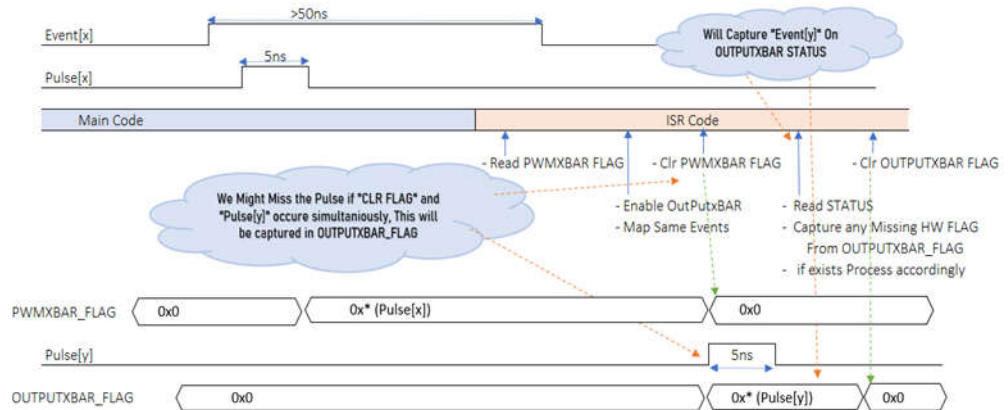 >50ns
Event[x]
Will Capture "Event[y]" On
OUTPUTXBAR STATUS
5ns
Pulse[x]
Main Code
ISR Code
- Read PWMXBAR FLAG
- Clr PWMXBAR FLAG
- Clr OUTPUTXBAR FLAG
We Might Miss the Pulse if "CLR FLAG" and
"Pulse[y]" occure simultaniously, This will
be captured in OUTPUTXBAR_FLAG
- Enable OutPutxBAR
- Map Same Events
- Read STATUS
- Capture any Missing HW FLAG
From OUTPUTXBAR_FLAG
- if exists Process accordingly
PWMXBAR_FLAG
0x0
0x* (Pulse[x])
0x0
Pulse[y]
5ns
OUTPUTXBAR_FLAG
0x0
0x* (Pulse[y])
0x0